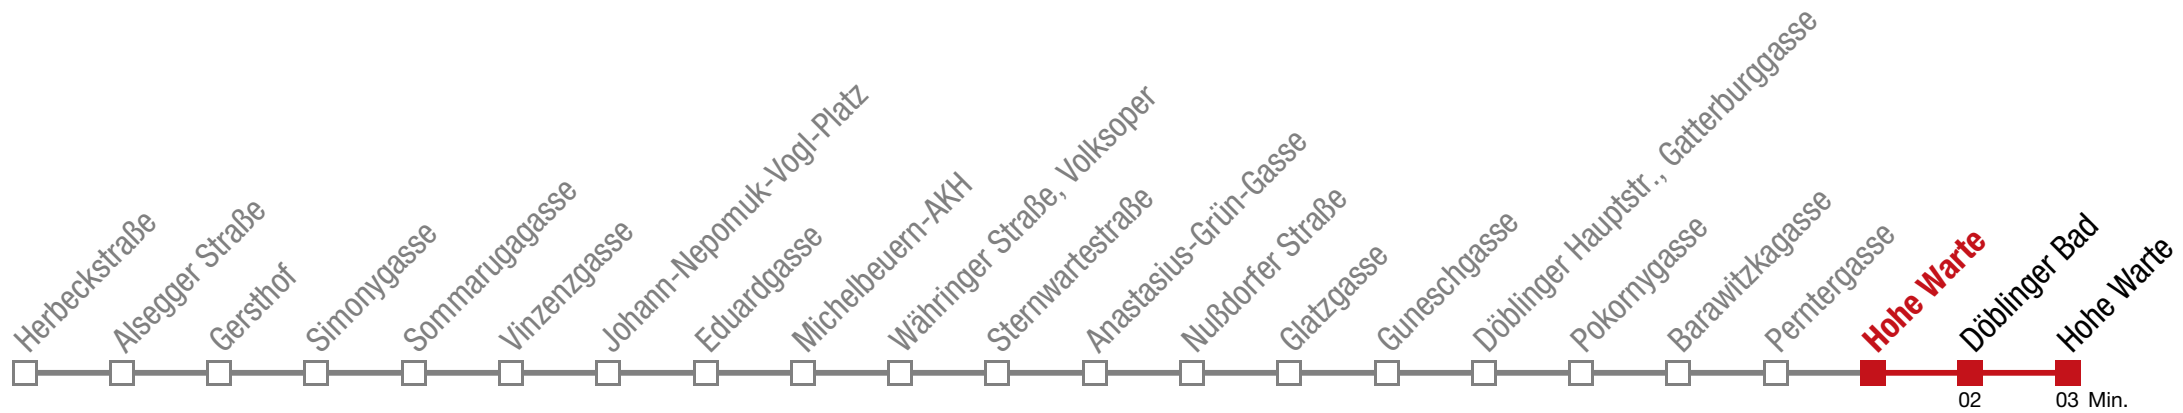 Herbeckstraße
Alsegger Straße
Gersthof
Simonygasse
Sommarugagasse
Vinzenzgasse
Johann-Nepomuk-Vogl-Platz
Eduardgasse
Michelbeuern-AKH
Währinger Straße, Volksoper
Sternwartestraße
Anastasius-Grün-Gasse
Nußdorfer Straße
Glatzgasse
Guneschgasse
Döblinger Hauptstr., Gatterburggasse
Pokornygasse
Barawitzkagasse
Perntergasse
Hohe Warte
Döblinger Bad
Hohe Warte
02 03 Min.